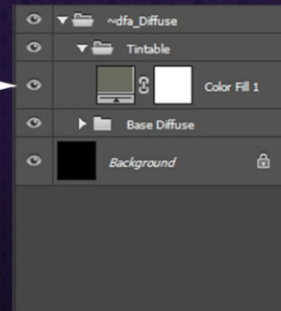 ~dfa_Diffuse
Tintable
Color Fill 1
Base Diffuse
Background